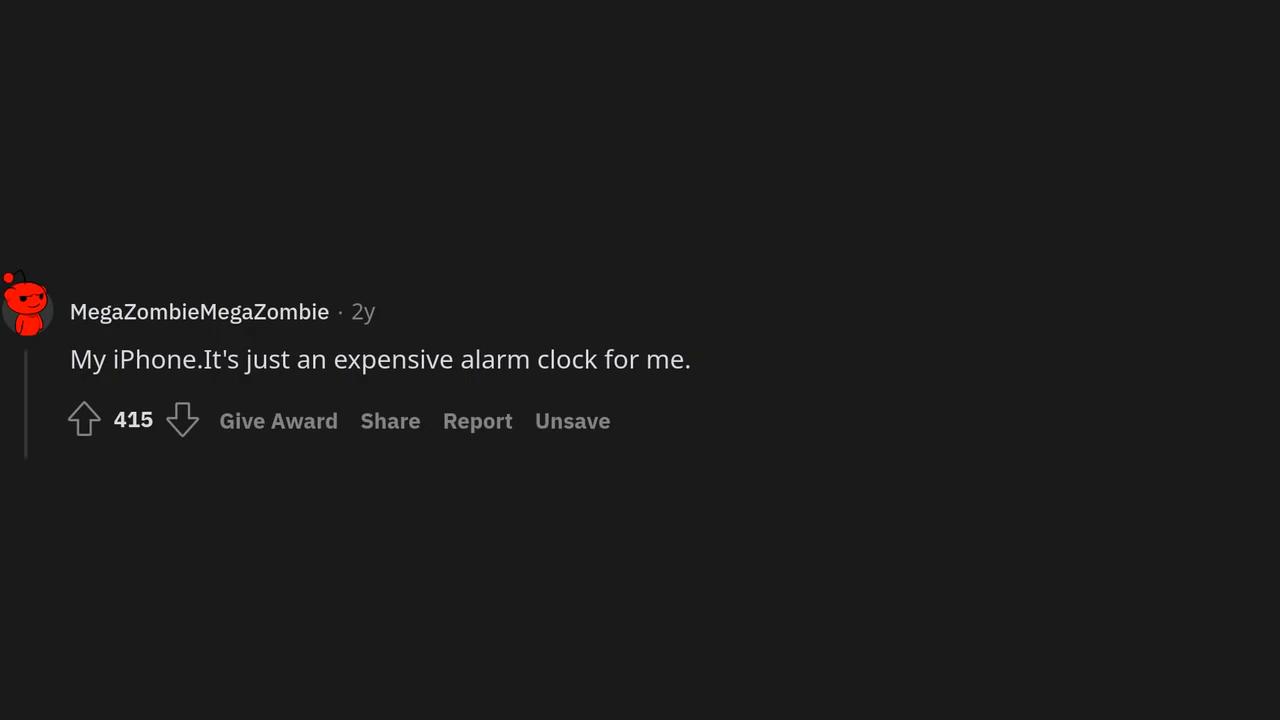 MegaZombieMegaZombie · 2y
My iPhone.It's just an expensive alarm clock for me.
415 Give Award Share Report Unsave